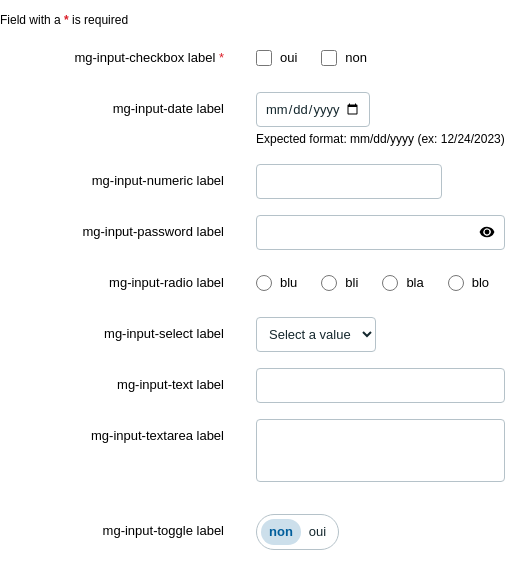 Field with a * is required
mg-input-checkbox label * oui non
mg-input-date label mm/dd/yyyy
Expected format: mm/dd/yyyy (ex: 12/24/2023)
mg-input-numeric label
mg-input-password label
mg-input-radio label blu bli bla blo
mg-input-select label Select a value
mg-input-text label
mg-input-textarea label
mg-input-toggle label non oui